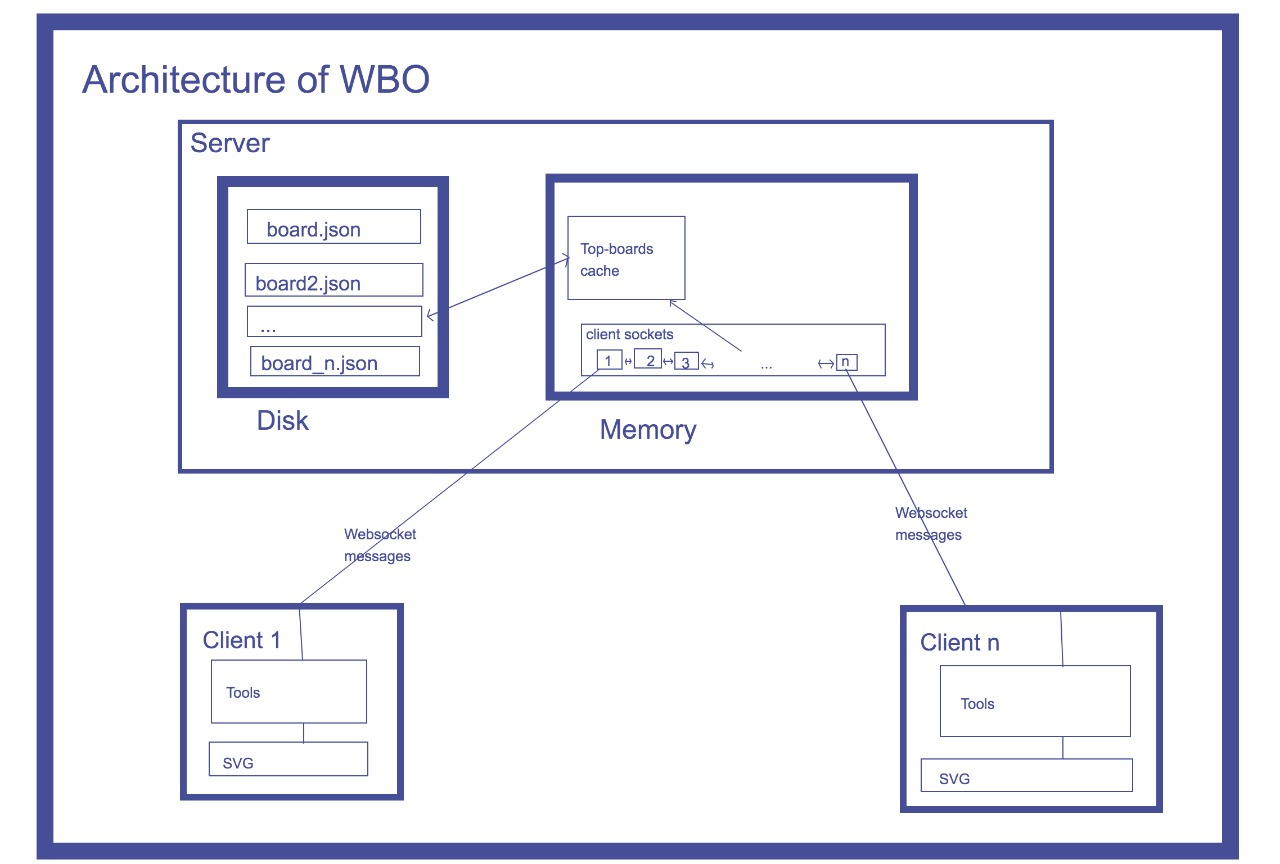 Architecture of WBO
Server
board.json
board2.json
...
board_n.json
Disk
Top-boards
cache
client sockets
1 2 3 ... n
Memory
Websocket
messages
Websocket
messages
Client 1
Tools
SVG
Client n
Tools
SVG